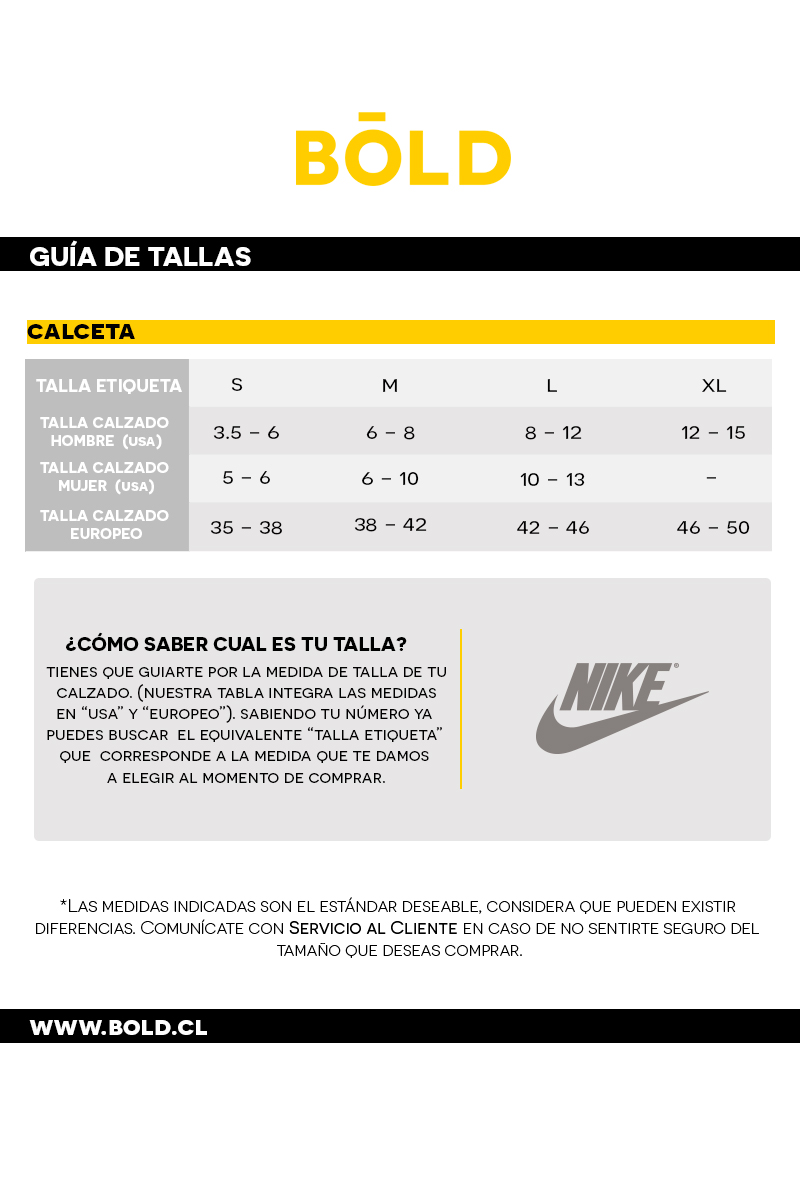 BŌLD
GUÍA DE TALLAS
CALCETA
TALLA ETIQUETA S M L XL
TALLA CALZADO
HOMBRE (USA) 3.5 – 6 6 – 8 8 – 12 12 – 15
TALLA CALZADO
MUJER (USA) 5 – 6 6 – 10 10 – 13 –
TALLA CALZADO
EUROPEO 35 – 38 38 – 42 42 – 46 46 – 50
¿CÓMO SABER CUAL ES TU TALLA?
TIENES QUE GUIARTE POR LA MEDIDA DE TALLA DE TU
CALZADO. (NUESTRA TABLA INTEGRA LAS MEDIDAS
EN “USA” Y “EUROPEO”). SABIENDO TU NÚMERO YA
PUEDES BUSCAR EL EQUIVALENTE “TALLA ETIQUETA”
QUE CORRESPONDE A LA MEDIDA QUE TE DAMOS
A ELEGIR AL MOMENTO DE COMPRAR.
NIKE®
*LAS MEDIDAS INDICADAS SON EL ESTÁNDAR DESEABLE, CONSIDERA QUE PUEDEN EXISTIR
DIFERENCIAS. COMUNÍCATE CON SERVICIO AL CLIENTE EN CASO DE NO SENTIRTE SEGURO DEL
TAMAÑO QUE DESEAS COMPRAR.
WWW.BOLD.CL